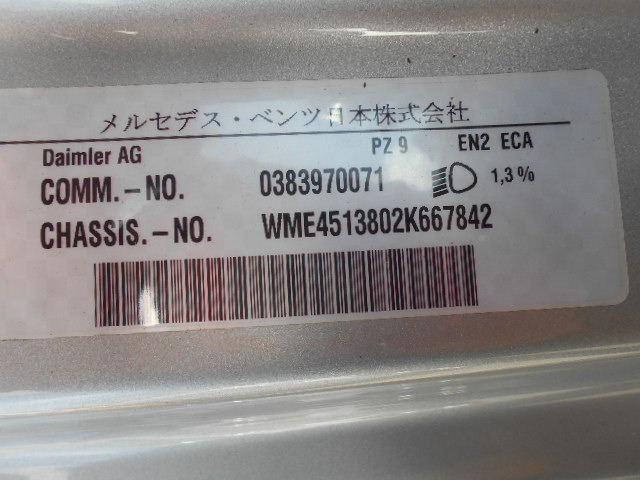 メルセデス・ベンツ日本株式会社
Daimler AG PZ 9 EN2 ECA
COMM.-NO. 0383970071 1,3%
CHASSIS.-NO. WME4513802K667842